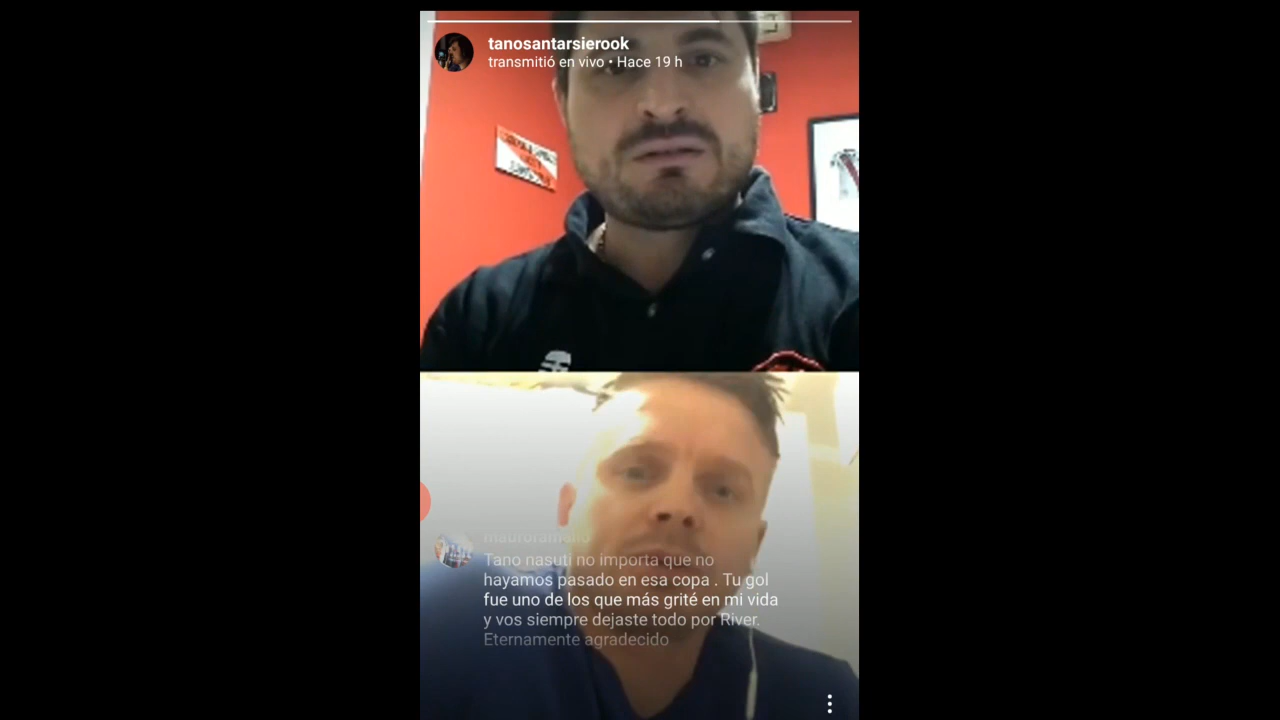 tanosantarsierook
transmitió en vivo • Hace 19 h
Tano nasuti no importa que no
hayamos pasado en esa copa . Tu gol
fue uno de los que más grité en mi vida
y vos siempre dejaste todo por River.
Eternamente agradecido